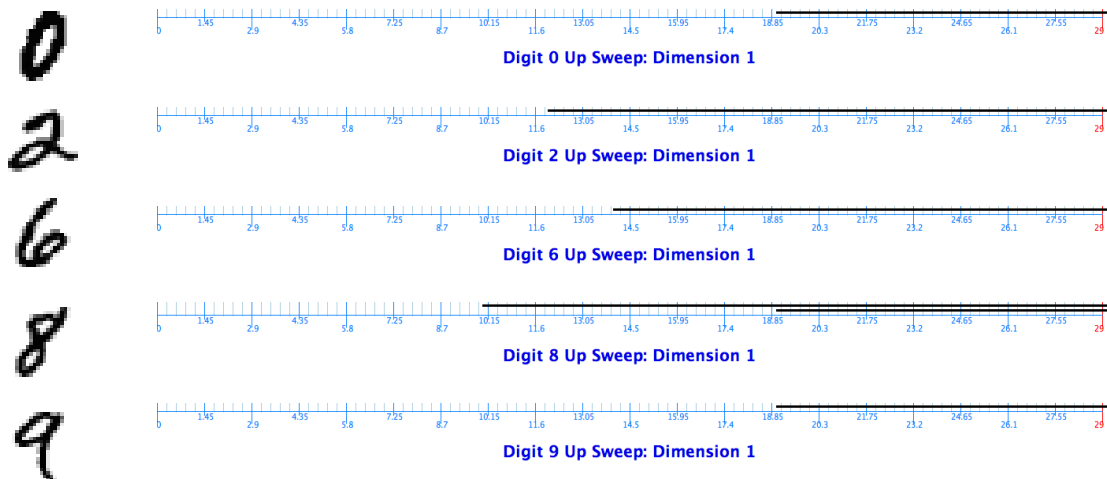 0
0 1.45 2.9 4.35 5.8 7.25 8.7 10.15 11.6 13.05 14.5 15.95 17.4 18.85 20.3 21.75 23.2 24.65 26.1 27.55 29
Digit 0 Up Sweep: Dimension 1
2
0 1.45 2.9 4.35 5.8 7.25 8.7 10.15 11.6 13.05 14.5 15.95 17.4 18.85 20.3 21.75 23.2 24.65 26.1 27.55 29
Digit 2 Up Sweep: Dimension 1
6
0 1.45 2.9 4.35 5.8 7.25 8.7 10.15 11.6 13.05 14.5 15.95 17.4 18.85 20.3 21.75 23.2 24.65 26.1 27.55 29
Digit 6 Up Sweep: Dimension 1
8
0 1.45 2.9 4.35 5.8 7.25 8.7 10.15 11.6 13.05 14.5 15.95 17.4 18.85 20.3 21.75 23.2 24.65 26.1 27.55 29
Digit 8 Up Sweep: Dimension 1
9
0 1.45 2.9 4.35 5.8 7.25 8.7 10.15 11.6 13.05 14.5 15.95 17.4 18.85 20.3 21.75 23.2 24.65 26.1 27.55 29
Digit 9 Up Sweep: Dimension 1